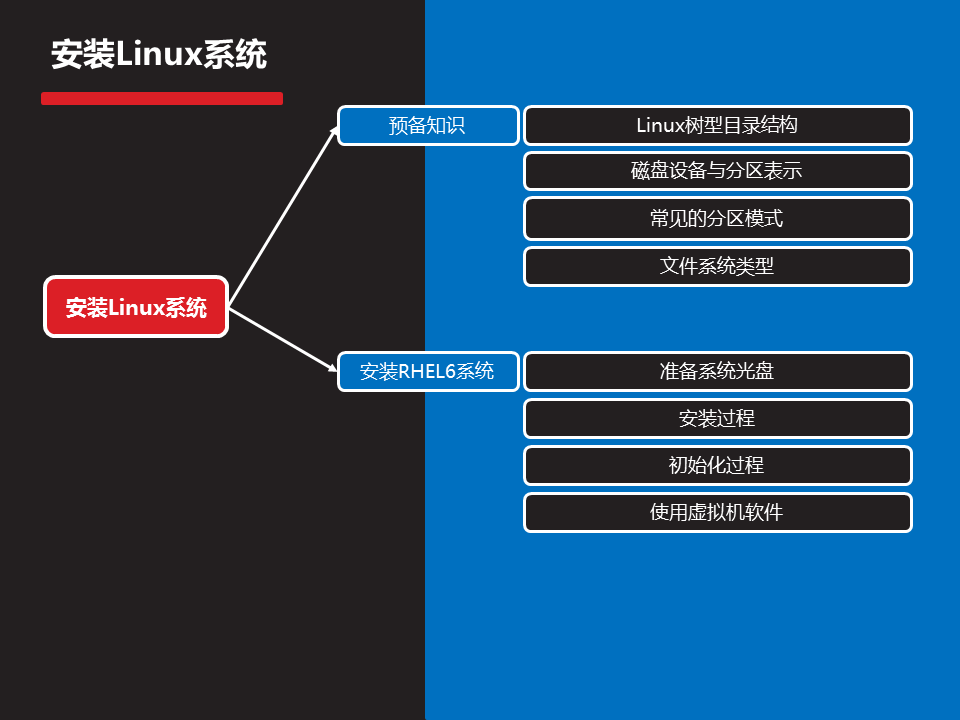 安装Linux系统
预备知识
Linux树型目录结构
磁盘设备与分区表示
常见的分区模式
文件系统类型
安装Linux系统
安装RHEL6系统
准备系统光盘
安装过程
初始化过程
使用虚拟机软件